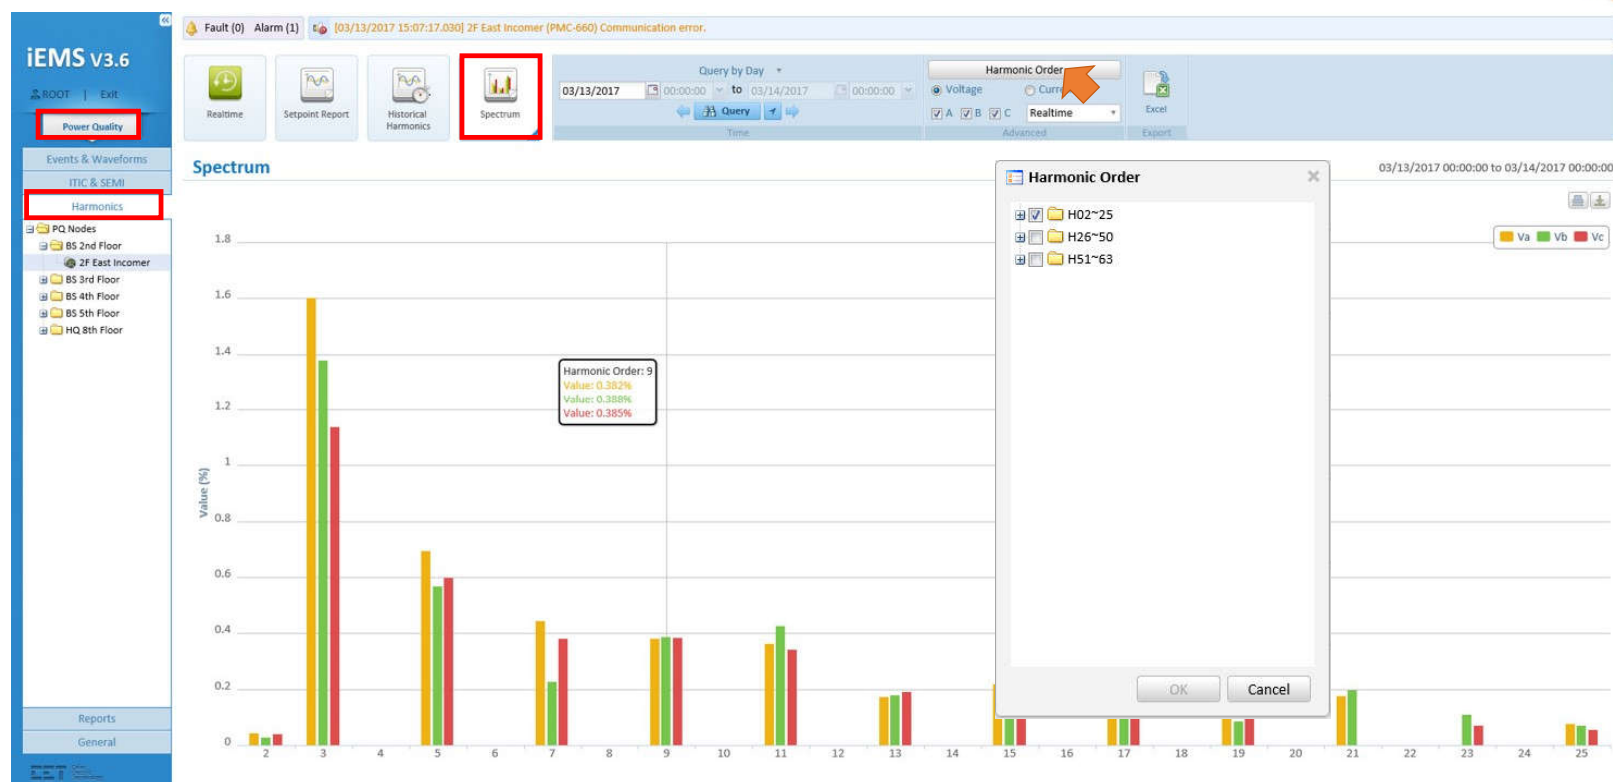 Fault (0) Alarm (1) [03/13/2017 15:07:17.030] 2F East Incomer (PMC-660) Communication error.
iEMS V3.6
ROOT | Exit
Power Quality
Events & Waveforms
ITIC & SEMI
Harmonics
PQ Nodes
BS 2nd Floor
2F East Incomer
BS 3rd Floor
BS 4th Floor
BS 5th Floor
HQ 8th Floor
Reports
General
CET
Realtime
Setpoint Report
Historical
Harmonics
Spectrum
Query by Day
03/13/2017 00:00:00 to 03/14/2017 00:00:00
Query
Time
Harmonic Order
Voltage
A B C Realtime
Advanced
Excel
Export
Spectrum
03/13/2017 00:00:00 to 03/14/2017 00:00:00
Va Vb Vc
Value (%)
1.8
1.6
1.4
1.2
1
0.8
0.6
0.4
0.2
0
2 3 4 5 6 7 8 9 10 11 12 13 14 15 16 17 18 19 20 21 22 23 24 25
Harmonic Order: 9
Value: 0.382%
Value: 0.388%
Value: 0.385%
Harmonic Order
H02~25
H26~50
H51~63
OK Cancel